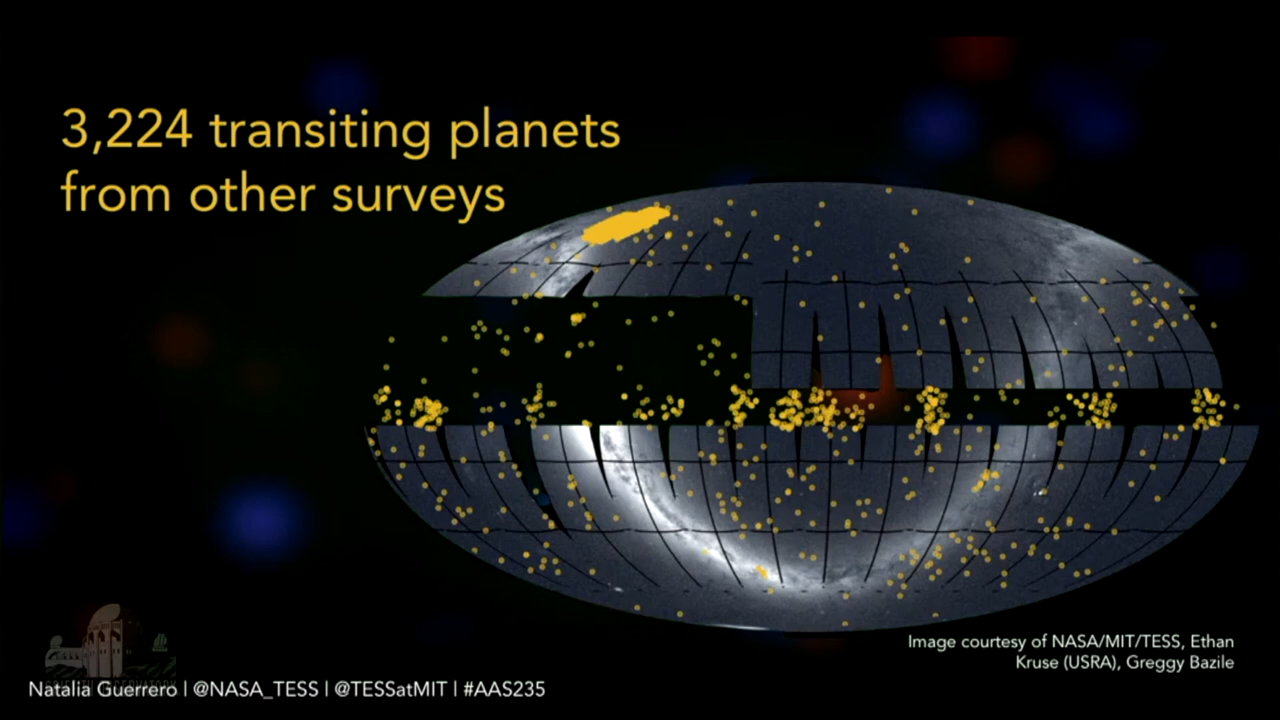 3,224 transiting planets
from other surveys
Image courtesy of NASA/MIT/TESS, Ethan
Kruse (USRA), Greggy Bazile
Natalia Guerrero | @NASA_TESS | @TESSatMIT | #AAS235